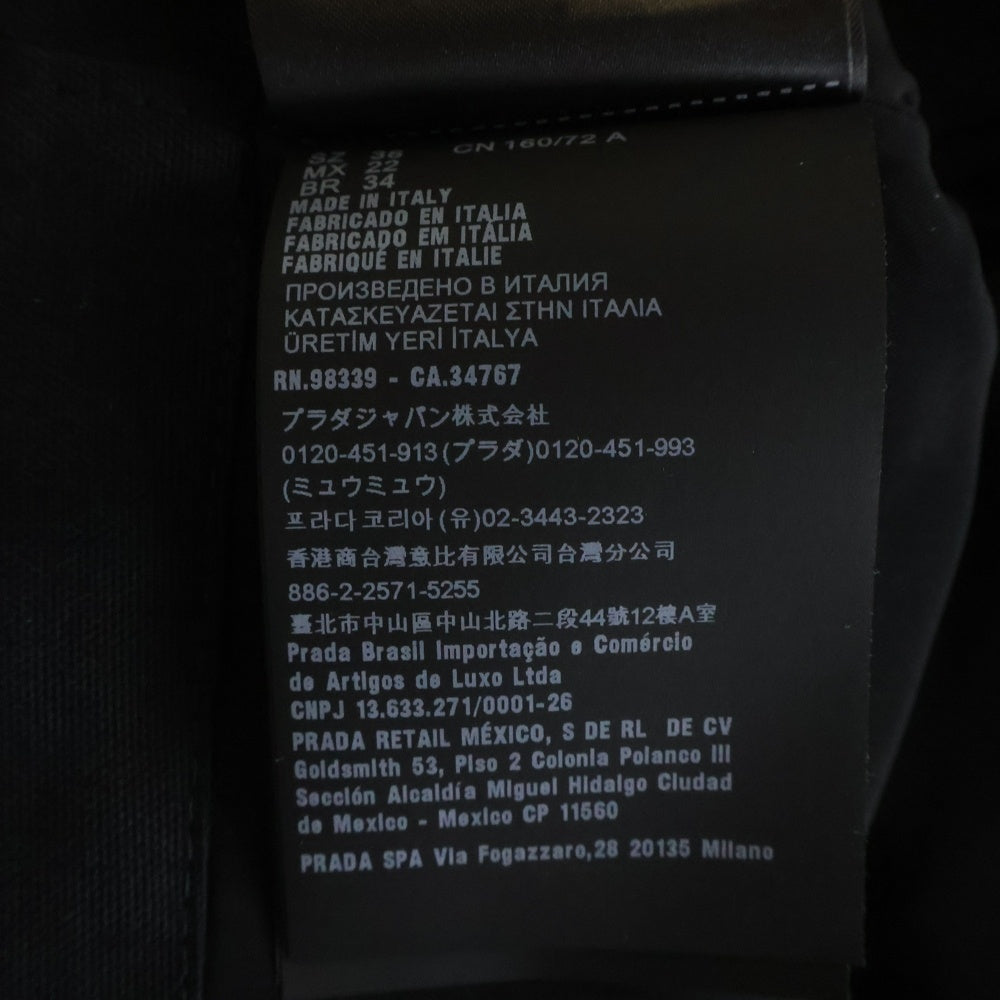 CN 160/72 A
MX 22
BR 34
MADE IN ITALY
FABRICADO EN ITALIA
FABRICADO EM ITÁLIA
FABRIQUÉ EN ITALIE
ПРОИЗВЕДЕНО В ИТАЛИЯ
ΚΑΤΑΣΚΕΥΑΖΕΤΑΙ ΣΤΗΝ ΙΤΑΛΙΑ
ÜRETİM YERİ İTALYA
RN.98339 - CA.34767
プラダジャパン株式会社
0120-451-913(プラダ)0120-451-993
(ミュウミュウ)
프라다코리아(유)02-3443-2323
香港商台灣意比有限公司台灣分公司
886-2-2571-5255
臺北市中山區中山北路二段44號12樓A室
Prada Brasil Importação e Comércio
de Artigos de Luxo Ltda
CNPJ 13.633.271/0001-26
PRADA RETAIL MÉXICO, S DE RL DE CV
Goldsmith 53, Piso 2 Colonia Polanco III
Sección Alcaldía Miguel Hidalgo Ciudad
de Mexico - Mexico CP 11560
PRADA SPA Via Fogazzaro,28 20135 Milano